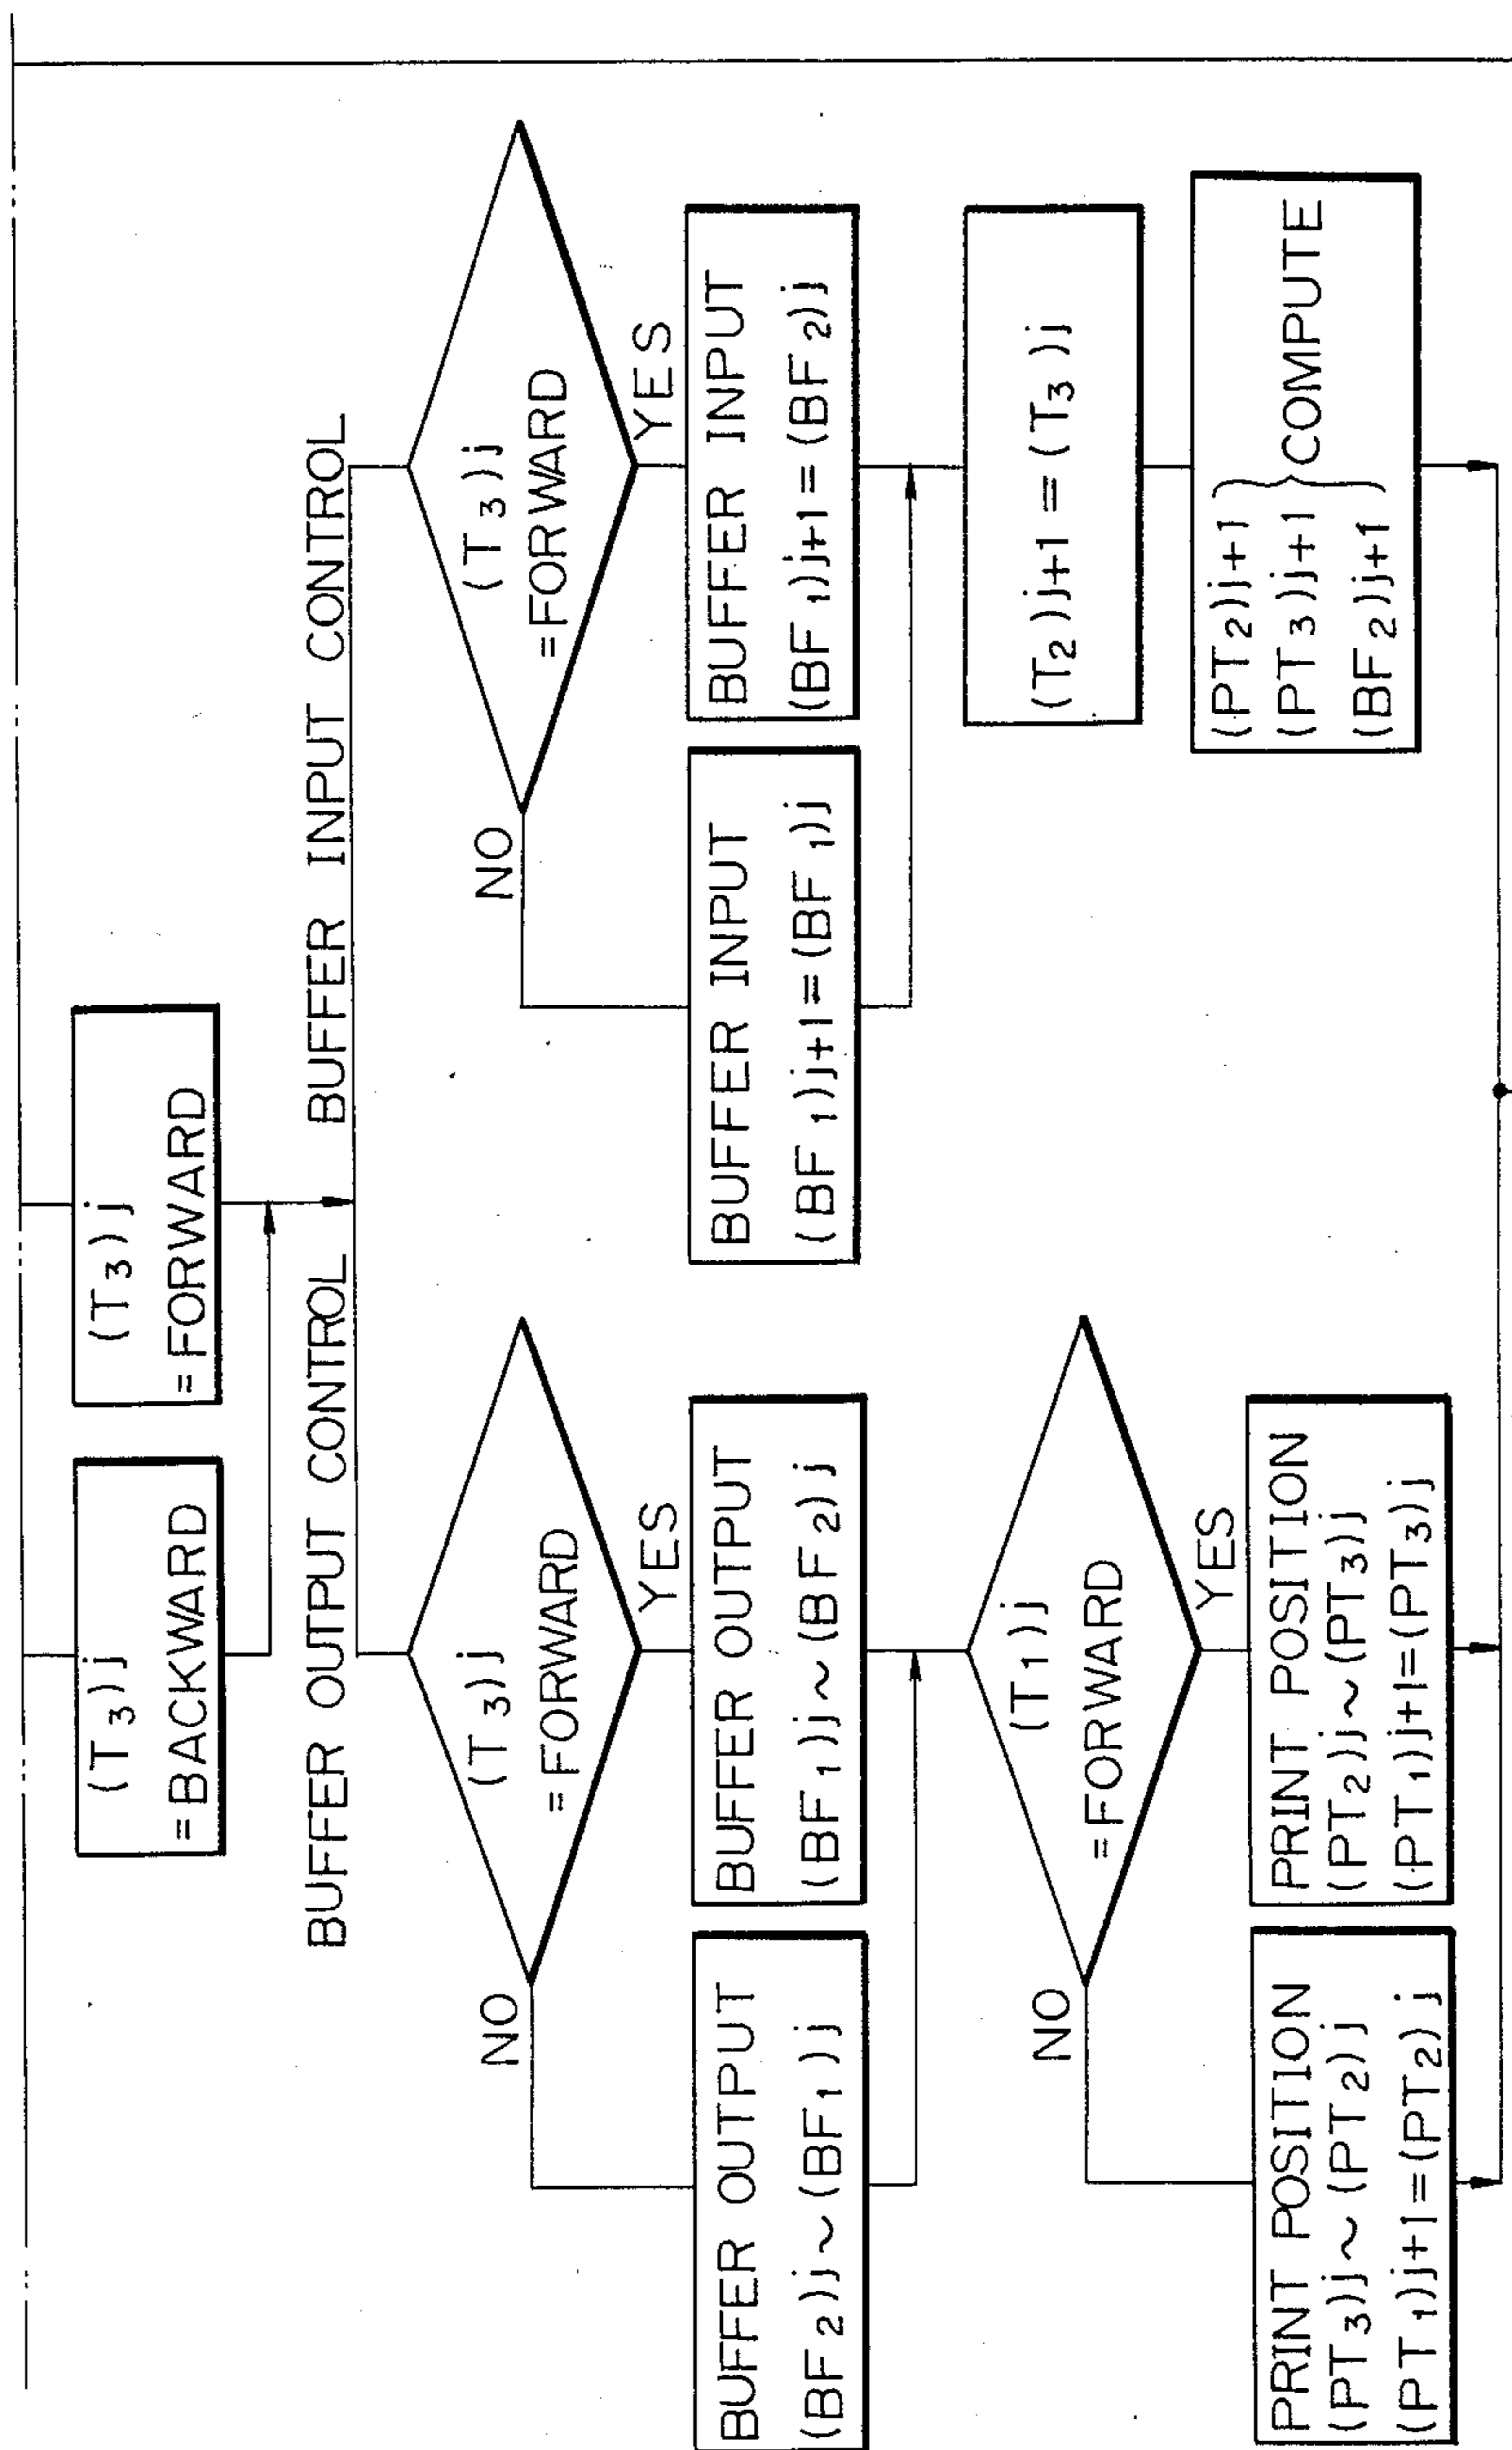 (T₃)j
=BACKWARD
(T₃)j
=FORWARD
BUFFER OUTPUT CONTROL
BUFFER INPUT CONTROL
(T₃)j
=FORWARD
NO
YES
BUFFER OUTPUT
(BF₂)j~(BF₁)j
BUFFER OUTPUT
(BF₁)j~(BF₂)j
(T₁)j
=FORWARD
NO
YES
PRINT POSITION
(PT₃)j~(PT₂)j
(PT₁)j+1=(PT₂)j
PRINT POSITION
(PT₂)j~(PT₃)j
(PT₁)j+1=(PT₃)j
(T₃)j
=FORWARD
NO
YES
BUFFER INPUT
(BF₁)j+1=(BF₁)j
BUFFER INPUT
(BF₁)j+1=(BF₂)j
(T₂)j+1=(T₃)j
(PT₂)j+1
(PT₃)j+1 } COMPUTE
(BF₂)j+1